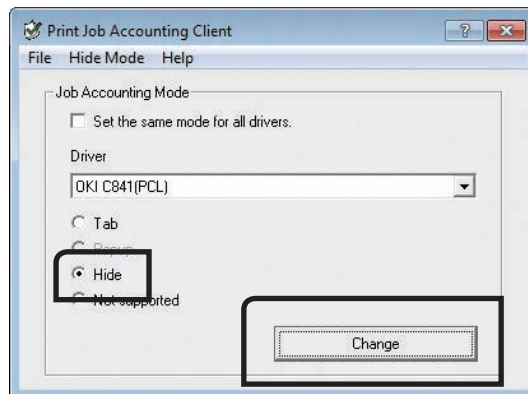 Print Job Accounting Client
File Hide Mode Help
Job Accounting Mode
Set the same mode for all drivers.
Driver
OKI C841(PCL)
Tab
Popup
Hide
Not supported
Change